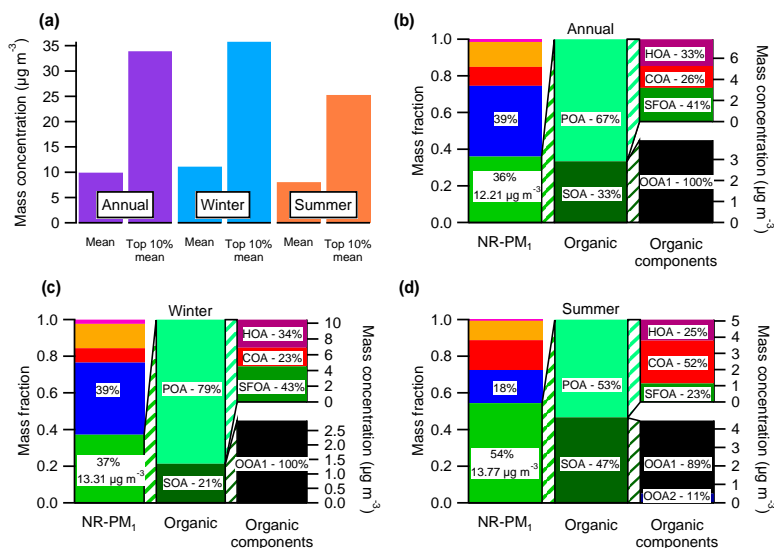 (a)
Mass concentration (µg m⁻³)
35
30
25
20
15
10
5
0
Annual
Winter
Summer
Mean
Top 10% mean
Mean
Top 10% mean
Mean
Top 10% mean
(b)
Annual
Mass fraction
1.0
0.8
0.6
0.4
0.2
0.0
39%
36%
12.21 µg m⁻³
POA - 67%
SOA - 33%
HOA - 33%
COA - 26%
SFOA - 41%
OOA1 - 100%
6
4
2
0
3
2
1
0
Mass concentration (µg m⁻³)
NR-PM₁
Organic
Organic components
(c)
Winter
Mass fraction
1.0
0.8
0.6
0.4
0.2
0.0
39%
37%
13.31 µg m⁻³
POA - 79%
SOA - 21%
HOA - 34%
COA - 23%
SFOA - 43%
OOA1 - 100%
10
8
6
4
2
0
2.5
2.0
1.5
1.0
0.5
0.0
Mass concentration (µg m⁻³)
NR-PM₁
Organic
Organic components
(d)
Summer
Mass fraction
1.0
0.8
0.6
0.4
0.2
0.0
18%
54%
13.77 µg m⁻³
POA - 53%
SOA - 47%
HOA - 25%
COA - 52%
SFOA - 23%
OOA1 - 89%
OOA2 - 11%
5
4
3
2
1
0
4
3
2
1
0
Mass concentration (µg m⁻³)
NR-PM₁
Organic
Organic components